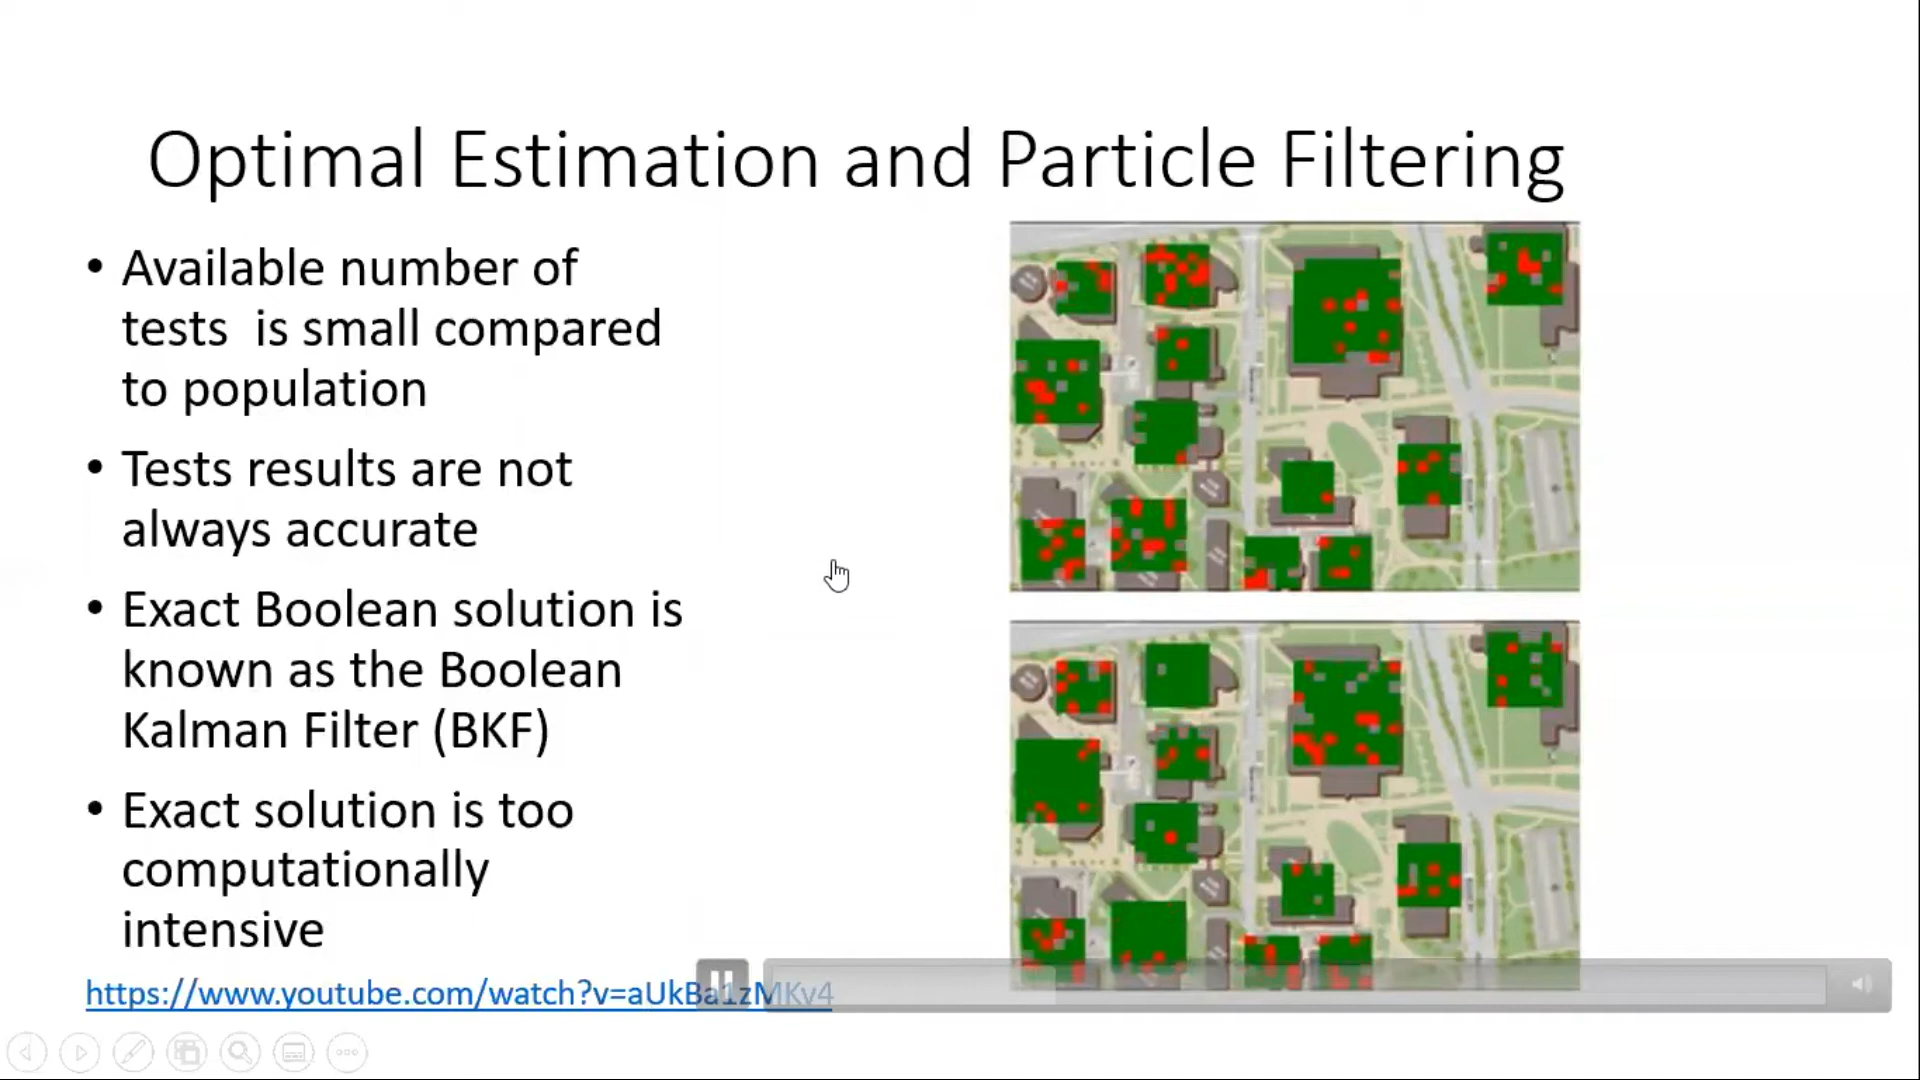 Optimal Estimation and Particle Filtering
• Available number of
tests  is small compared
to population
• Tests results are not
always accurate
• Exact Boolean solution is
known as the Boolean
Kalman Filter (BKF)
• Exact solution is too
computationally
intensive
https://www.youtube.com/watch?v=aUkBa1zMKv4